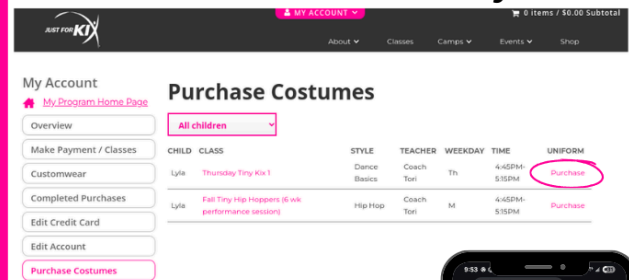 MY ACCOUNT
0 items / $0.00 Subtotal
JUST FOR KIX
About Classes Camps Events Shop
My Account
My Program Home Page
Overview
Make Payment / Classes
Customwear
Completed Purchases
Edit Credit Card
Edit Account
Purchase Costumes
Purchase Costumes
All children
CHILD CLASS STYLE TEACHER WEEKDAY TIME UNIFORM
Lyla Thursday Tiny Kix 1 Dance Basics Coach Tori Th 4:45PM-5:15PM Purchase
Lyla Fall Tiny Hip Hoppers (6 wk performance session) Hip Hop Coach Tori M 4:45PM-5:15PM Purchase
9:53